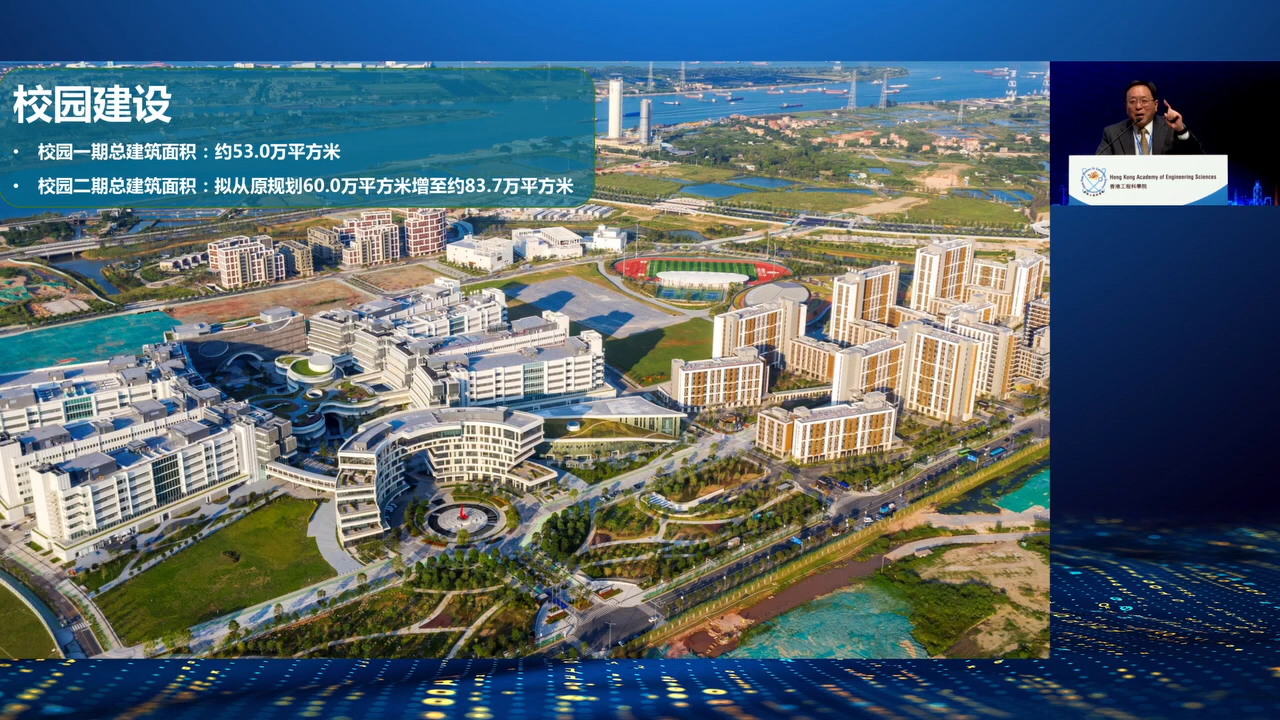 校园建设
• 校园一期总建筑面积：约53.0万平方米
• 校园二期总建筑面积：拟从原规划60.0万平方米增至约83.7万平方米
Hong Kong Academy of Engineering Sciences
香港工程科學院